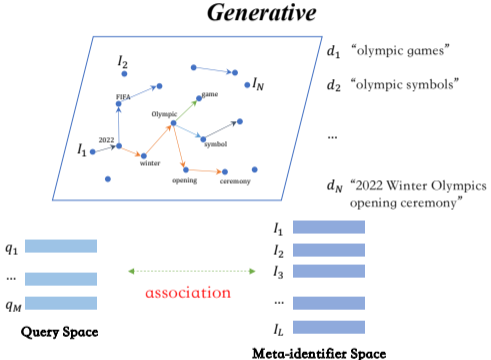 Generative
I2
IN
I1
FIFA
game
Olympic
2022
symbol
winter
opening
ceremony
d1 "olympic games"
d2 "olympic symbols"
...
dN "2022 Winter Olympics
opening ceremony"
q1
...
qM
Query Space
association
I1
I2
I3
...
IL
Meta-identifier Space